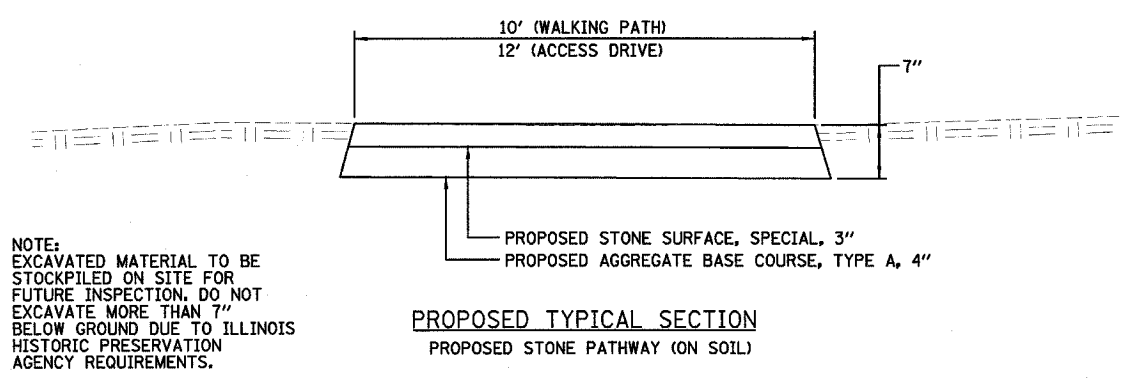 10' (WALKING PATH)
12' (ACCESS DRIVE)
7"
PROPOSED STONE SURFACE, SPECIAL, 3"
PROPOSED AGGREGATE BASE COURSE, TYPE A, 4"
NOTE:
EXCAVATED MATERIAL TO BE
STOCKPILED ON SITE FOR
FUTURE INSPECTION. DO NOT
EXCAVATE MORE THAN 7"
BELOW GROUND DUE TO ILLINOIS
HISTORIC PRESERVATION
AGENCY REQUIREMENTS.
PROPOSED TYPICAL SECTION
PROPOSED STONE PATHWAY (ON SOIL)